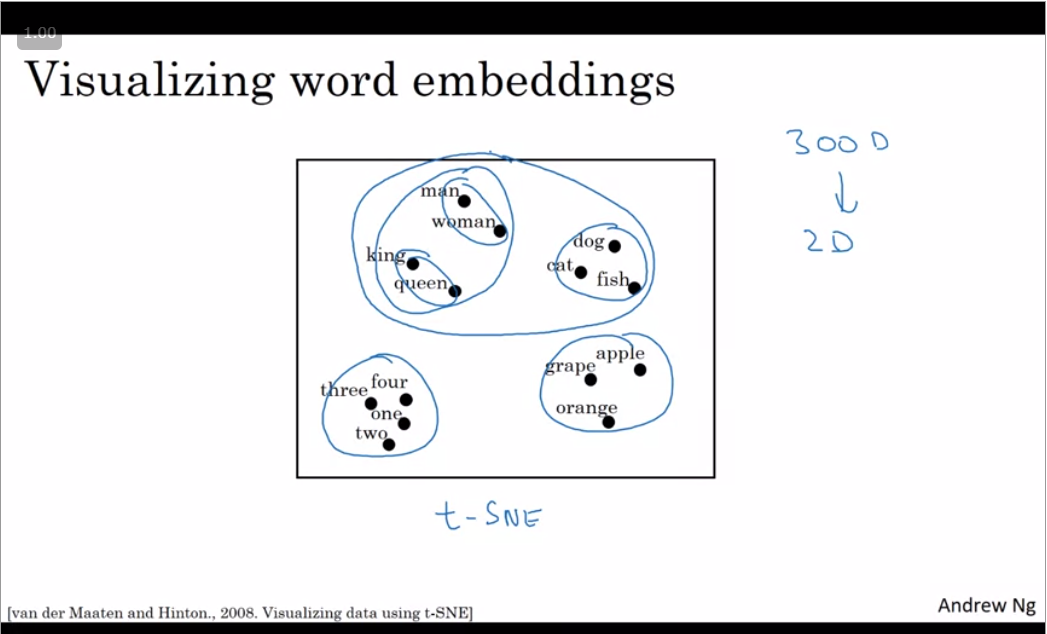 1.00
Visualizing word embeddings
300 D
2D
man
woman
king
queen
dog
cat
fish
three four
one
two
grape apple
orange
t-SNE
[van der Maaten and Hinton., 2008. Visualizing data using t-SNE]
Andrew Ng